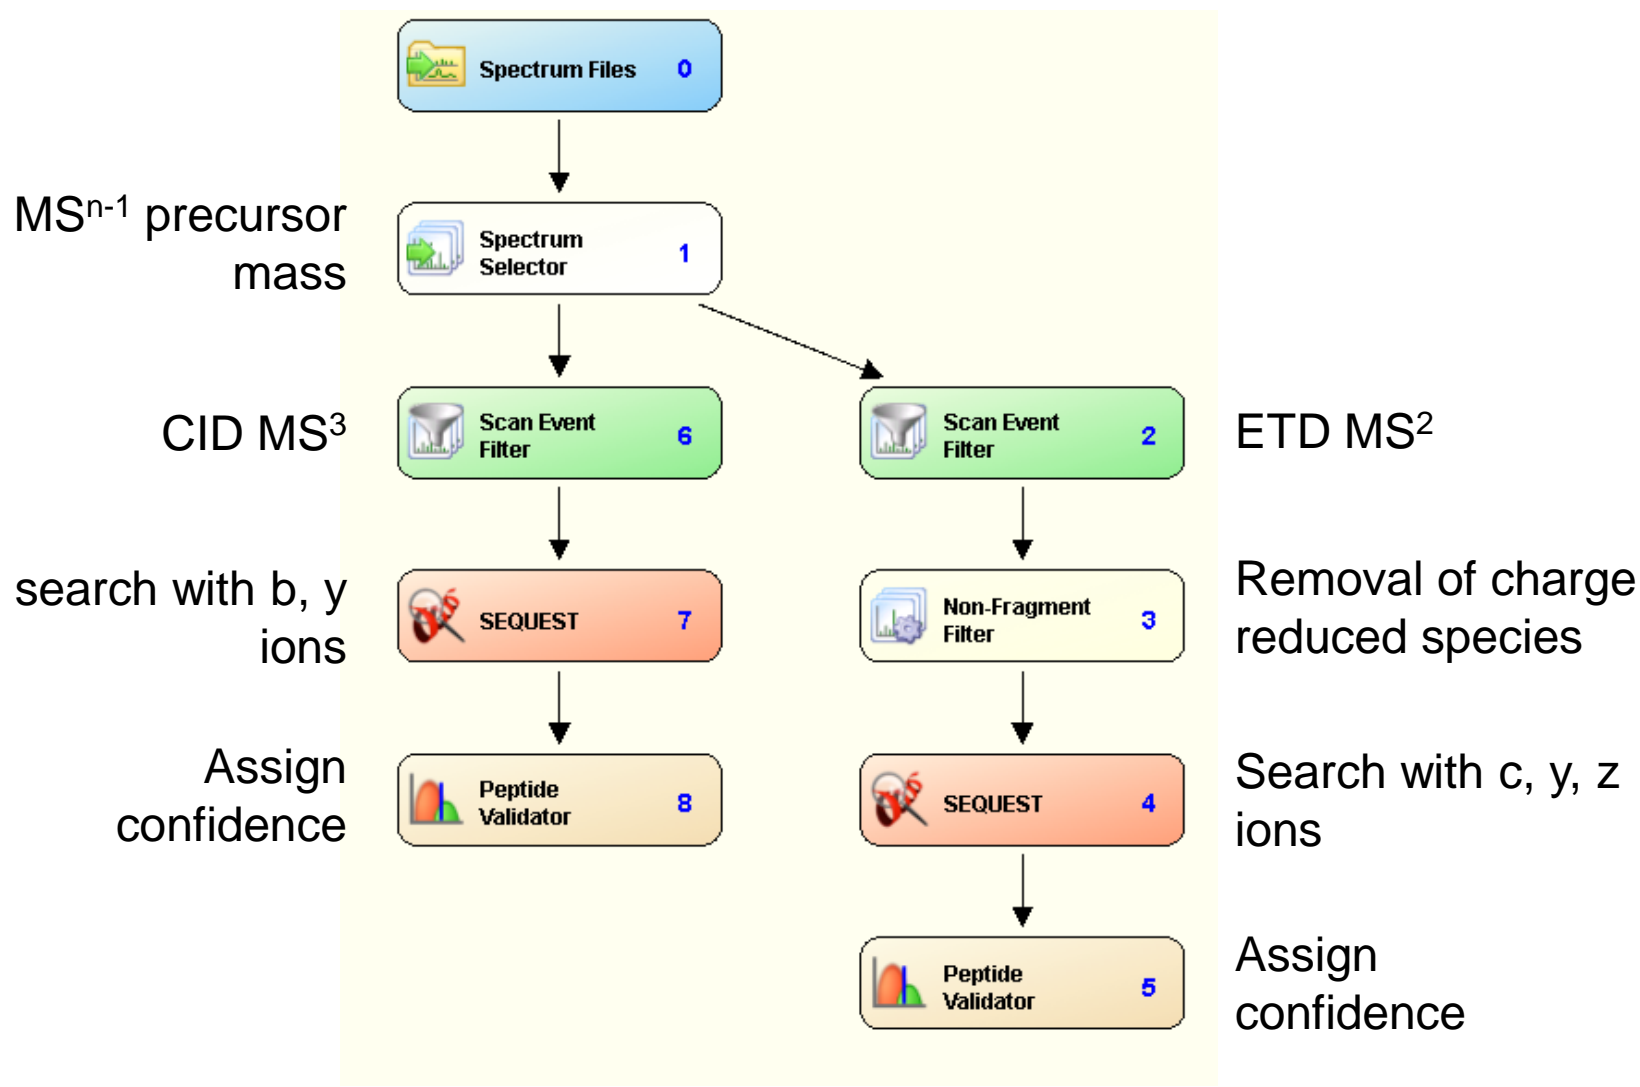 Spectrum Files 0
MSⁿ⁻¹ precursor
mass
Spectrum
Selector
1
CID MS³
Scan Event
Filter
6
Scan Event
Filter
2
ETD MS²
search with b, y
ions
SEQUEST 7
Non-Fragment
Filter
3
Removal of charge
reduced species
Assign
confidence
Peptide
Validator
8
SEQUEST 4
Search with c, y, z
ions
Peptide
Validator
5
Assign
confidence